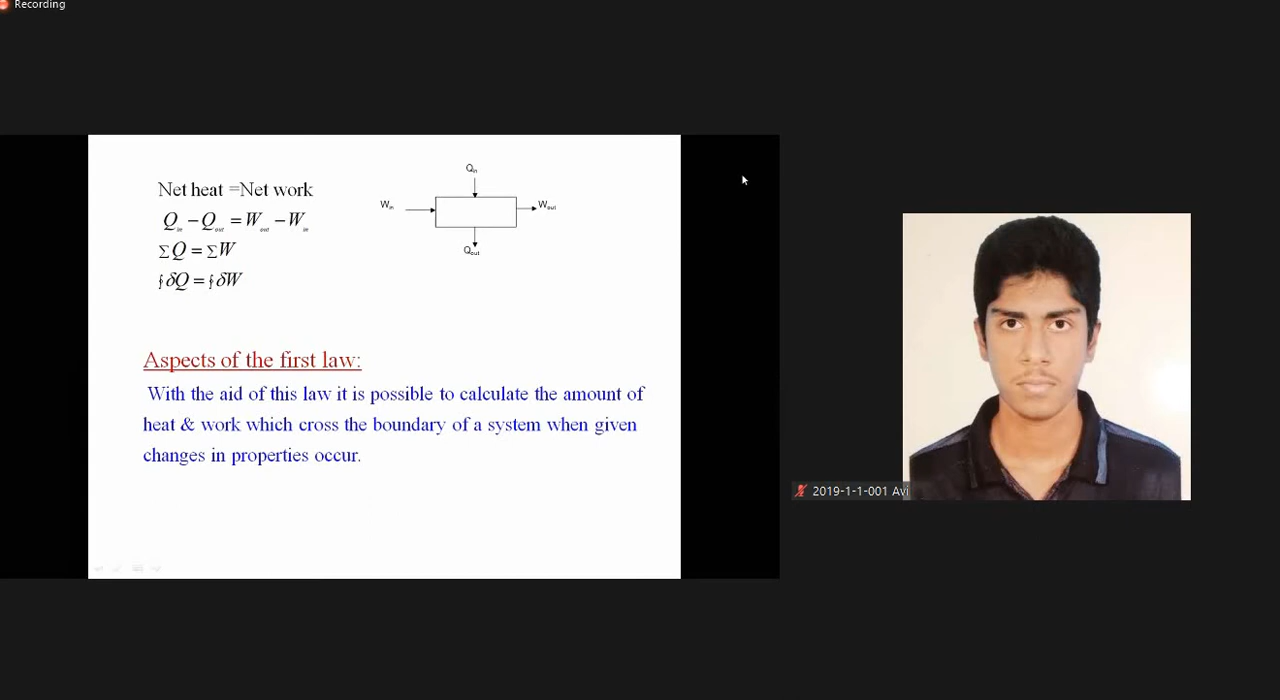 Recording
Net heat =Net work
Q_in − Q_out = W_out − W_in
ΣQ = ΣW
∮δQ = ∮δW
Q_in
W_in
W_out
Q_out
Aspects of the first law:
With the aid of this law it is possible to calculate the amount of
heat & work which cross the boundary of a system when given
changes in properties occur.
2019-1-1-001 Avi